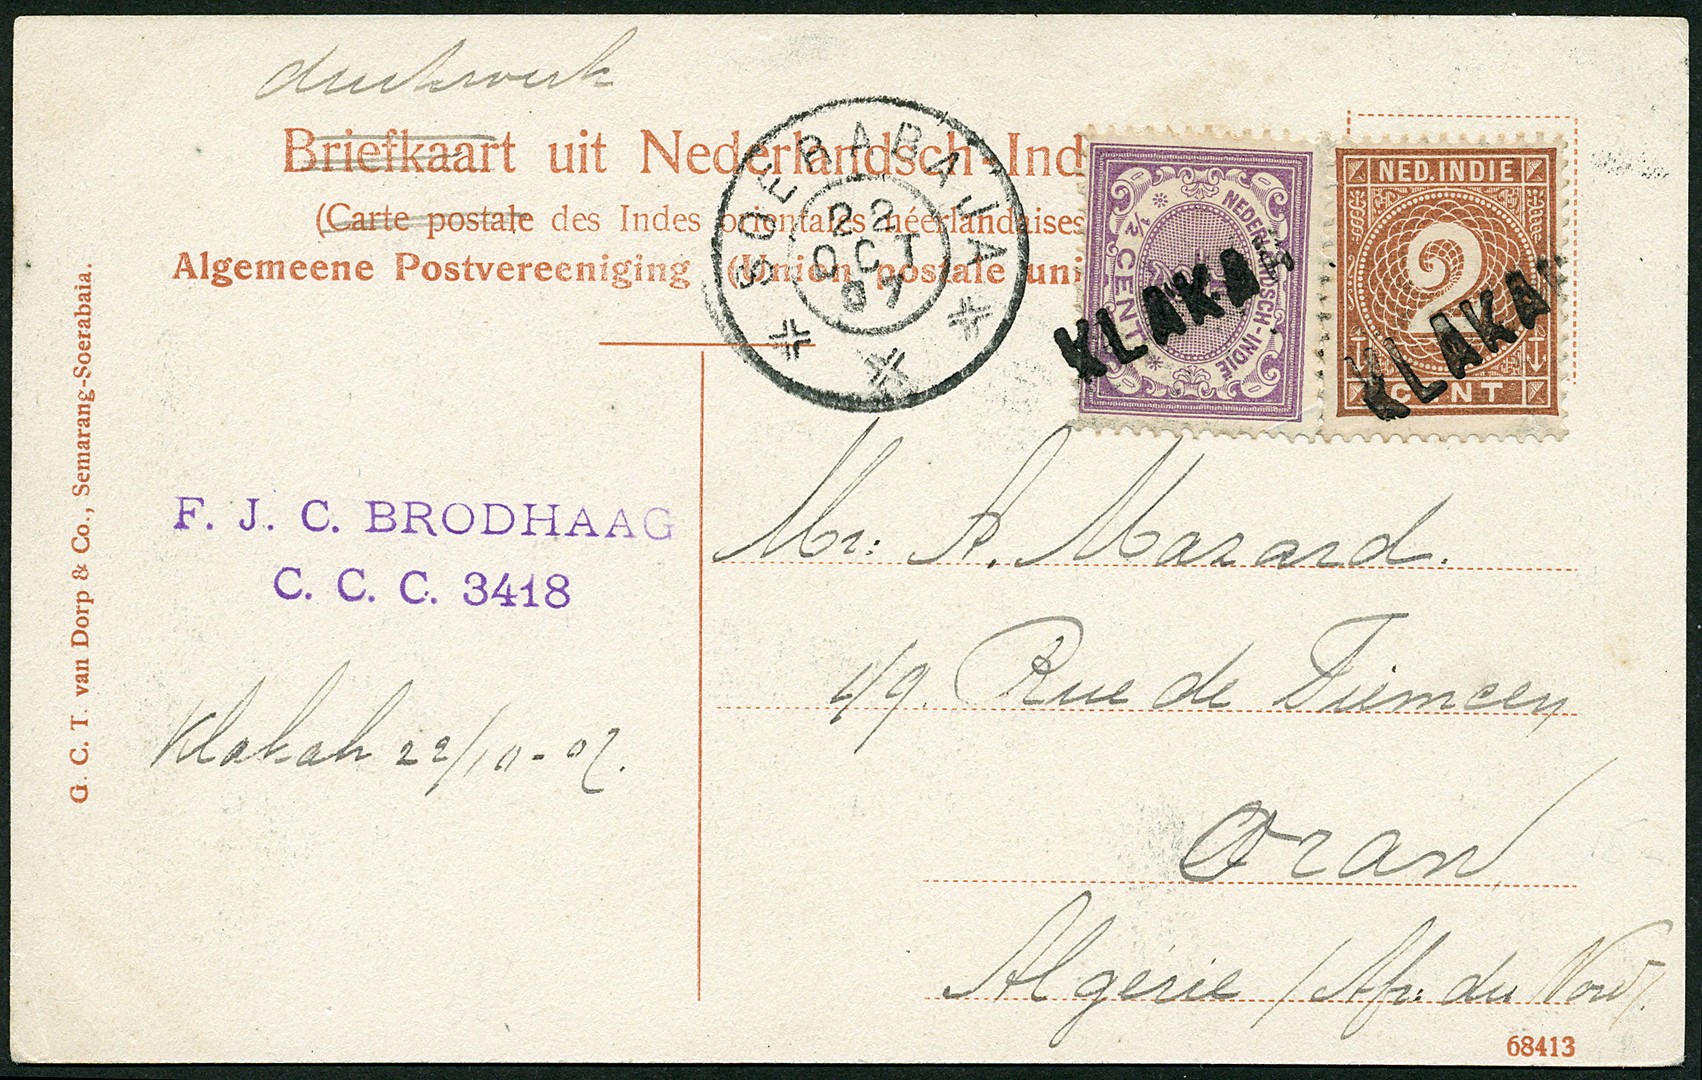 drukwerk
Briefkaart uit Nederlandsch-Ind
(Carte postale des Indes orientales néerlandaises
Algemeene Postvereeniging (Union postale uni
SOERABAJA
22
OCT
07
½ CENT
NEDERLANDSCH-INDIE
KLAKA
NED. INDIE
2
CENT
KLAKA
G. C. T. van Dorp & Co., Semarang-Soerabaia.
F. J. C. BRODHAAG
C. C. C. 3418
Klakah 22/10-07.
Mr: A. Mazard.
49. Rue de
Oran
Algérie / Afr: du Nord
68413